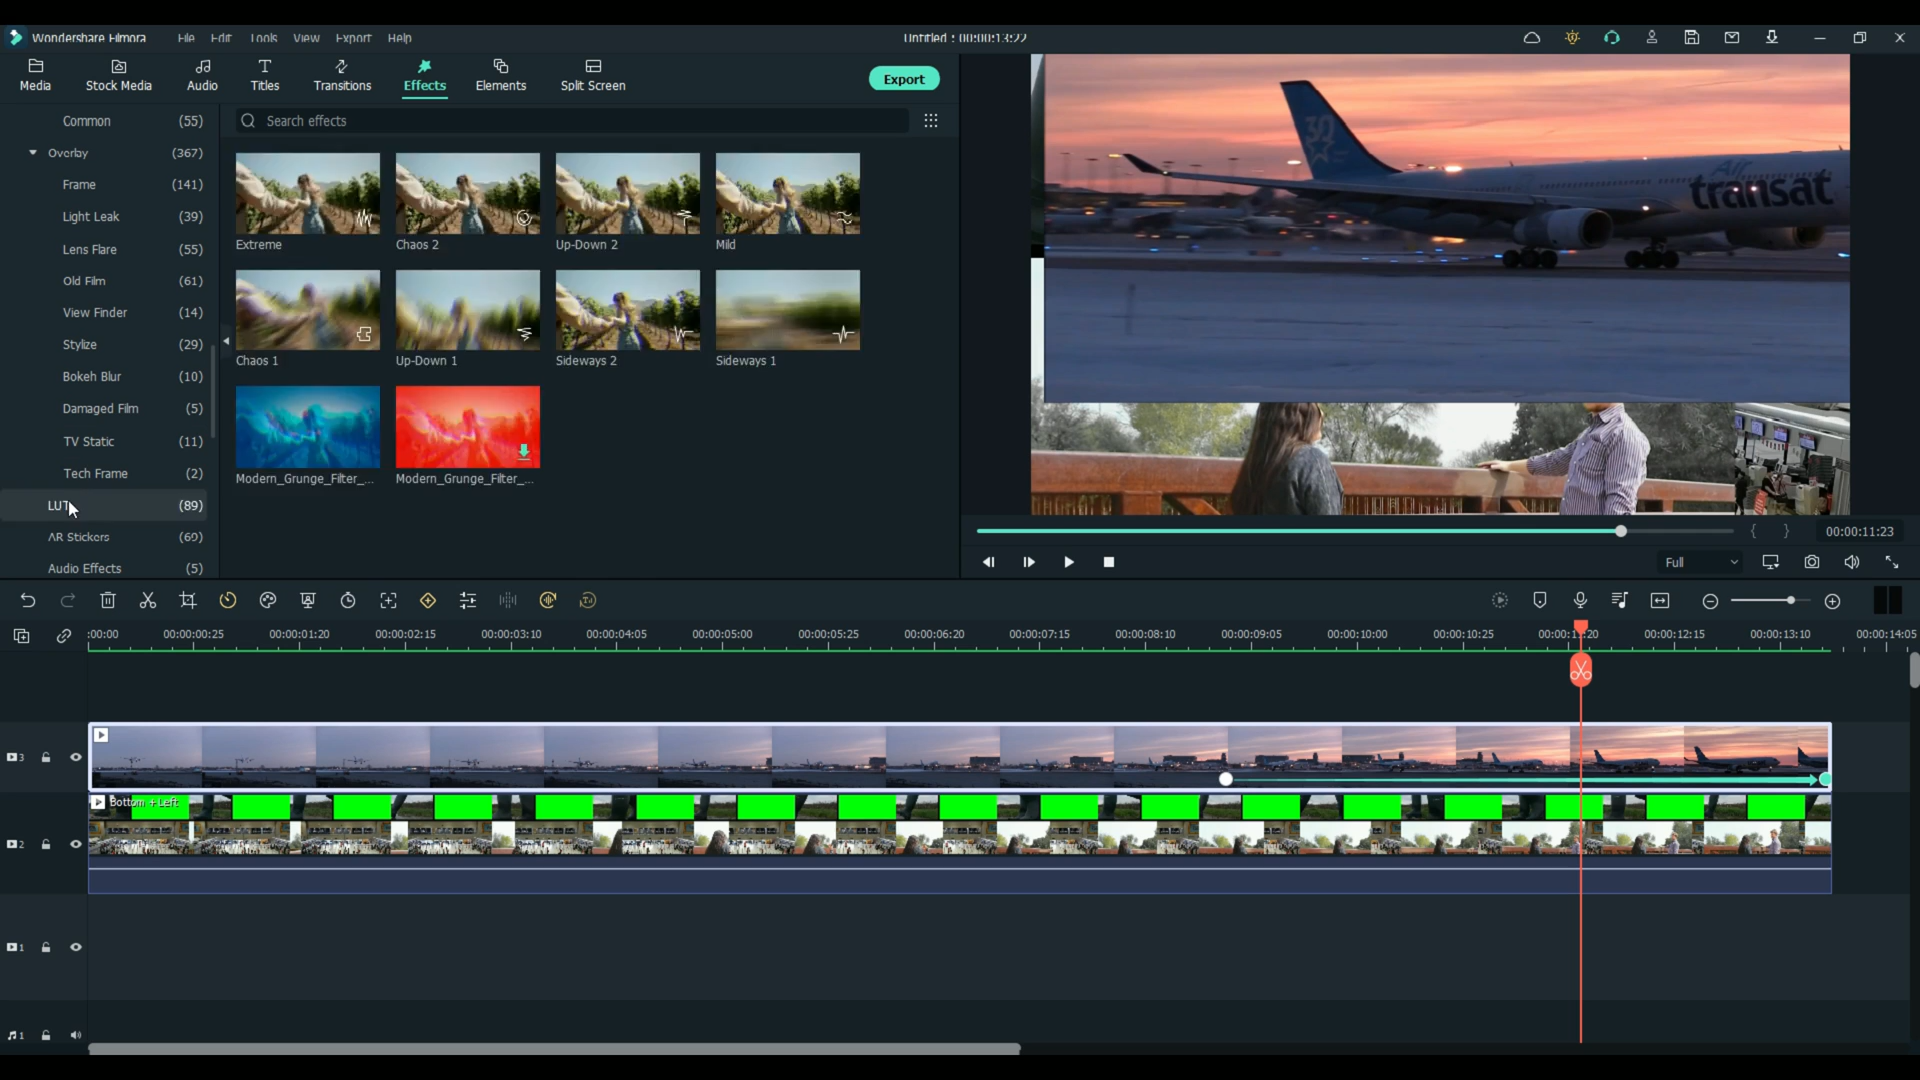 Wondershare Filmora File Edit Tools View Export Help Untitled : 00:00:13:22
Media Stock Media Audio Titles Transitions Effects Elements Split Screen Export
Common (55)
Overlay (367)
Frame (141)
Light Leak (39)
Lens Flare (55)
Old Film (61)
View Finder (14)
Stylize (29)
Bokeh Blur (10)
Damaged Film (5)
TV Static (11)
Tech Frame (2)
LUT (89)
AR Stickers (69)
Audio Effects (5)
Search effects
Extreme Chaos 2 Up-Down 2 Mild
Chaos 1 Up-Down 1 Sideways 2 Sideways 1
Modern_Grunge_Filter_... Modern_Grunge_Filter_...
30
Air
transat
{ } 00:00:11:23
Full
:00:00 00:00:00:25 00:00:01:20 00:00:02:15 00:00:03:10 00:00:04:05 00:00:05:00 00:00:05:25 00:00:06:20 00:00:07:15 00:00:08:10 00:00:09:05 00:00:10:00 00:00:10:25 00:00:11:20 00:00:12:15 00:00:13:10 00:00:14:05
3
Bottom + Left
2
1
1